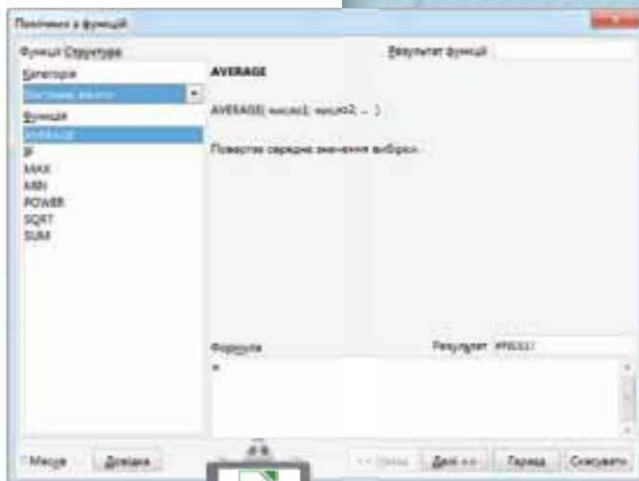 Помічник з функцій
Функції Структура
Результат функції
Категорія
Функція
AVERAGE
IF
MAX
MIN
POWER
SQRT
SUM
AVERAGE
AVERAGE( число1; число2; ... )
Повертає середнє значення вибірки.
Формула
=
Результат
Масив
Довідка
<< Назад
Далі >>
Гаразд
Скасувати